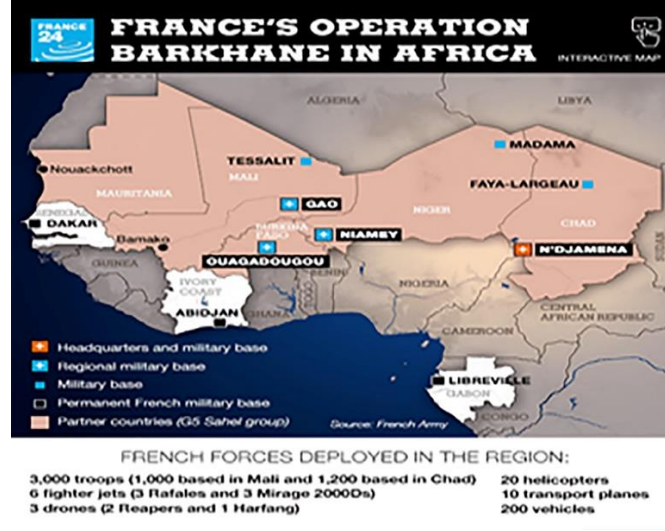 FRANCE
24
FRANCE'S OPERATION
BARKHANE IN AFRICA
INTERACTIVE MAP
ALGERIA
LIBYA
MADAMA
TESSALIT
MALI
Nouackchott
FAYA-LARGEAU
MAURITANIA
GAO
NIGER
SENEGAL
CHAD
DAKAR
BURKINA
FASO
NIAMEY
Bamako
N'DJAMENA
SUDAN
OUAGADOUGOU
GUINEA
BENIN
IVORY
COAST
NIGERIA
ABIDJAN
GHANA
CENTRAL
AFRICAN REPUBLIC
CAMEROON
Headquarters and military base
Regional military base
Military base
LIBREVILLE
GABON
Permanent French military base
CONGO
Partner countries (G5 Sahel group)
Source: French Army
FRENCH FORCES DEPLOYED IN THE REGION:
3,000 troops (1,000 based in Mali and 1,200 based in Chad)
6 fighter jets (3 Rafales and 3 Mirage 2000Ds)
3 drones (2 Reapers and 1 Harfang)
20 helicopters
10 transport planes
200 vehicles